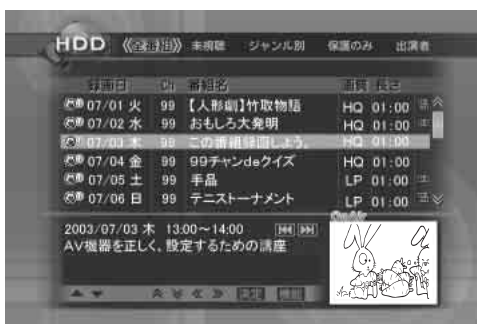 HDD 《全番組》 未視聴 ジャンル別 保護のみ 出演者
録画日 Ch 番組名 画質 長さ
07/01 火 99 【人形劇】竹取物語 HQ 01:00
07/02 水 99 おもしろ大発明 HQ 01:00
07/03 木 99 この番組録画しよう。 HQ 01:00
07/04 金 99 99チャンdeクイズ HQ 01:00
07/05 土 99 手品 LP 01:00
07/06 日 99 テニストーナメント LP 01:00
2003/07/03 木 13:00~14:00
AV機器を正しく、設定するための講座
決定 機能